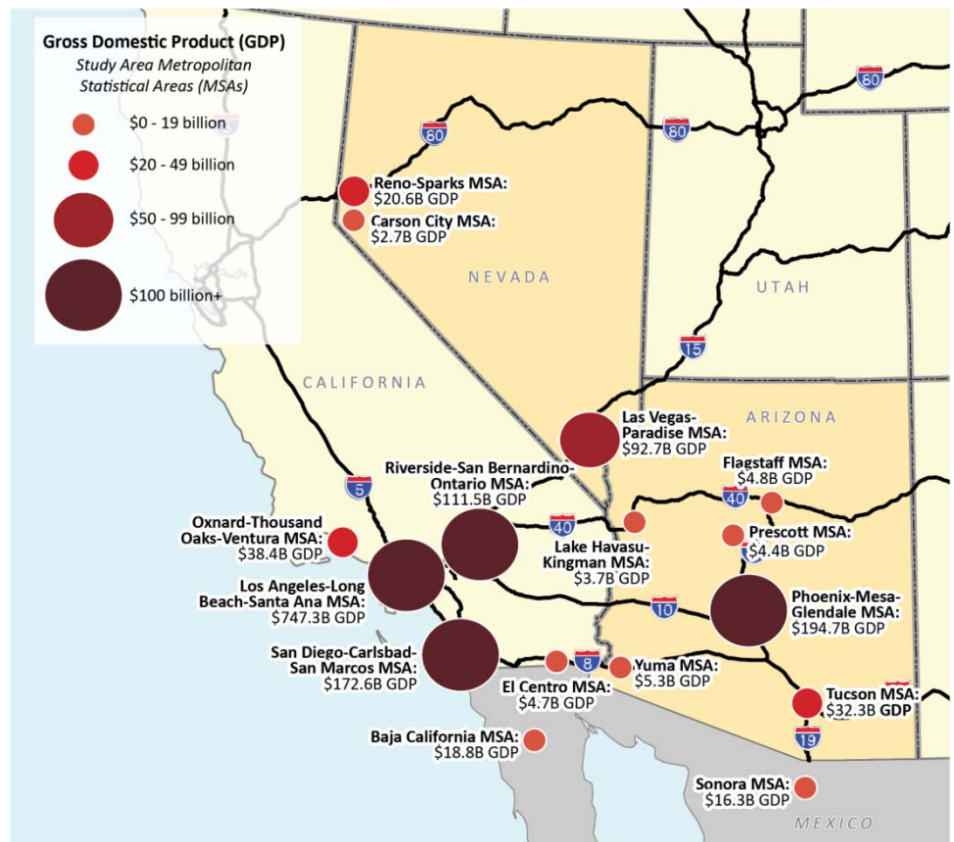 Gross Domestic Product (GDP)
Study Area Metropolitan
Statistical Areas (MSAs)
$0 - 19 billion
$20 - 49 billion
$50 - 99 billion
$100 billion+
80
80
80
Reno-Sparks MSA:
$20.6B GDP
Carson City MSA:
$2.7B GDP
NEVADA
UTAH
15
CALIFORNIA
ARIZONA
Las Vegas-
Paradise MSA:
$92.7B GDP
Flagstaff MSA:
$4.8B GDP
Riverside-San Bernardino-
Ontario MSA:
$111.5B GDP
5
40
40
Oxnard-Thousand
Oaks-Ventura MSA:
$38.4B GDP
Prescott MSA:
$4.4B GDP
Lake Havasu-
Kingman MSA:
$3.7B GDP
Los Angeles-Long
Beach-Santa Ana MSA:
$747.3B GDP
10
Phoenix-Mesa-
Glendale MSA:
$194.7B GDP
San Diego-Carlsbad-
San Marcos MSA:
$172.6B GDP
8
Yuma MSA:
$5.3B GDP
El Centro MSA:
$4.7B GDP
Tucson MSA:
$32.3B GDP
19
Baja California MSA:
$18.8B GDP
Sonora MSA:
$16.3B GDP
MEXICO